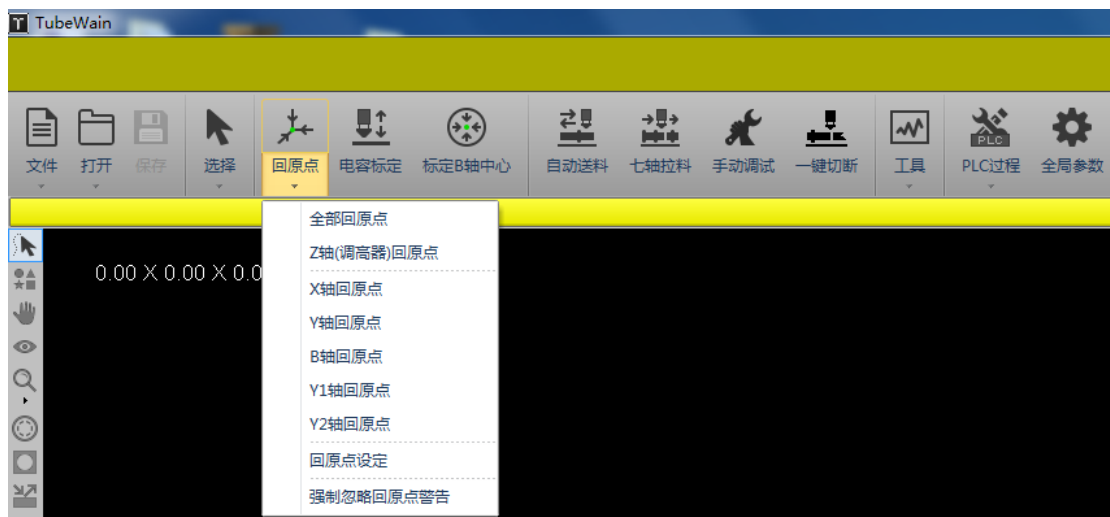 T TubeWain
文件 打开 保存 选择 回原点 电容标定 标定B轴中心 自动送料 七轴拉料 手动调试 一键切断 工具 PLC PLC过程 全局参数
全部回原点
Z轴(调高器)回原点
0.00 X 0.00 X 0.0
X轴回原点
Y轴回原点
B轴回原点
Y1轴回原点
Y2轴回原点
回原点设定
强制忽略回原点警告